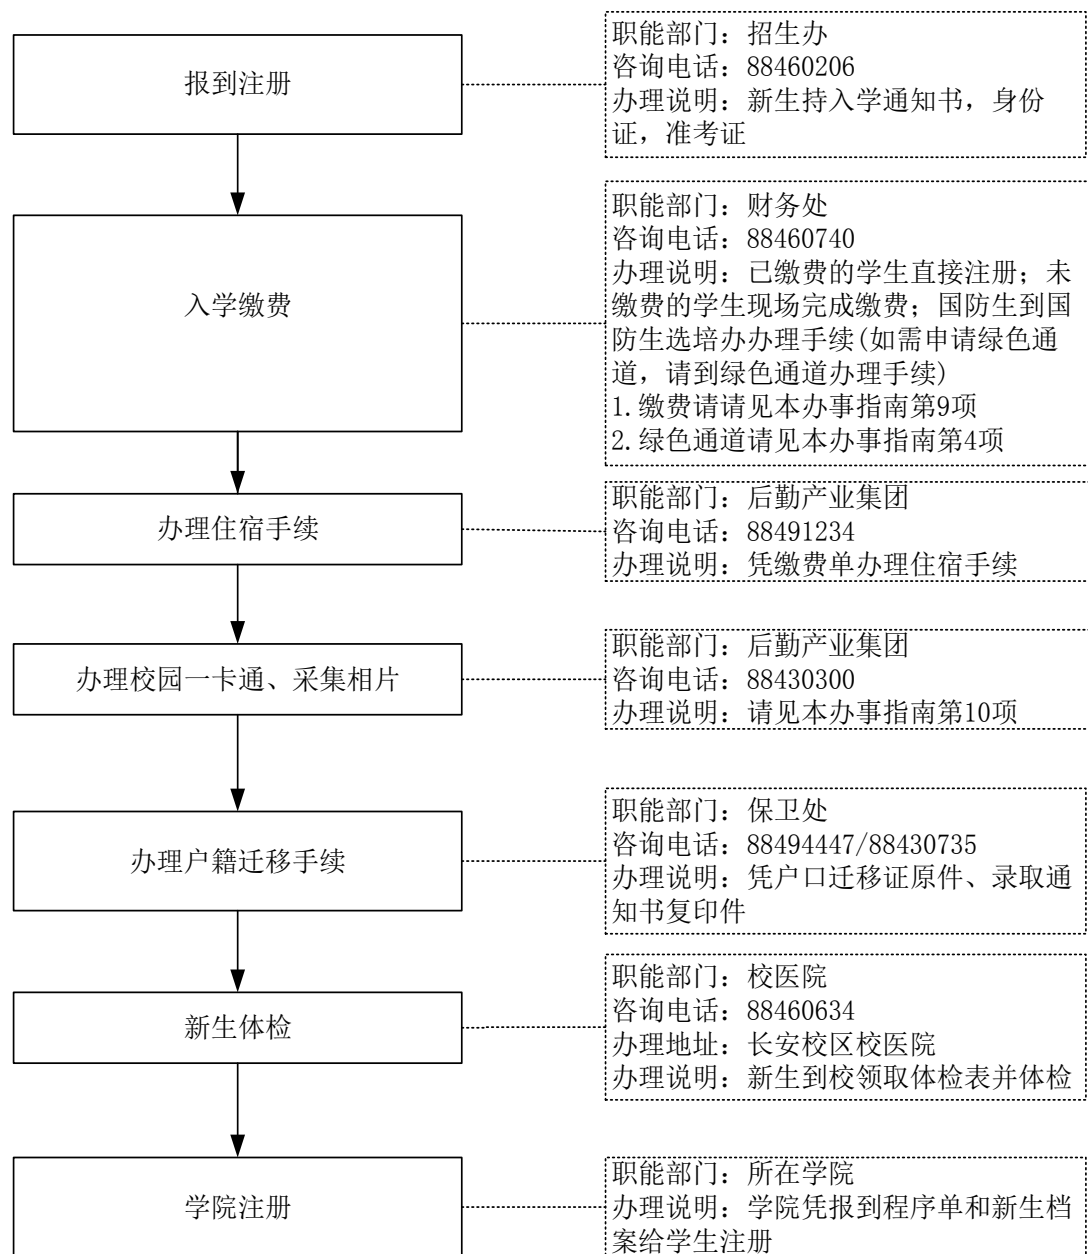 报到注册
职能部门：招生办
咨询电话：88460206
办理说明：新生持入学通知书，身份
证，准考证
入学缴费
职能部门：财务处
咨询电话：88460740
办理说明：已缴费的学生直接注册；未
缴费的学生现场完成缴费；国防生到国
防生选培办办理手续(如需申请绿色通
道，请到绿色通道办理手续)
1.缴费请请见本办事指南第9项
2.绿色通道请见本办事指南第4项
办理住宿手续
职能部门：后勤产业集团
咨询电话：88491234
办理说明：凭缴费单办理住宿手续
办理校园一卡通、采集相片
职能部门：后勤产业集团
咨询电话：88430300
办理说明：请见本办事指南第10项
办理户籍迁移手续
职能部门：保卫处
咨询电话：88494447/88430735
办理说明：凭户口迁移证原件、录取通
知书复印件
新生体检
职能部门：校医院
咨询电话：88460634
办理地址：长安校区校医院
办理说明：新生到校领取体检表并体检
学院注册
职能部门：所在学院
办理说明：学院凭报到程序单和新生档
案给学生注册